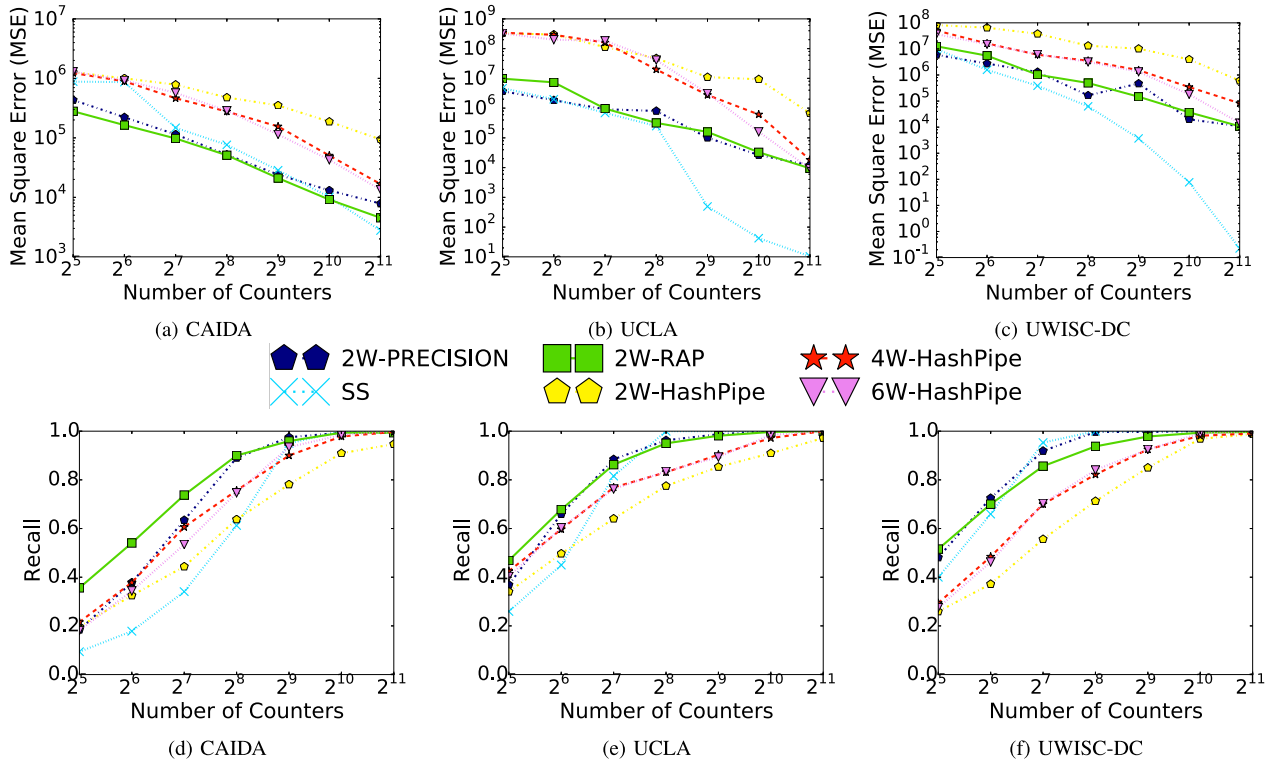 Mean Square Error (MSE)
10^7
10^6
10^5
10^4
10^3
2^5 2^6 2^7 2^8 2^9 2^10 2^11
Number of Counters
(a) CAIDA
Mean Square Error (MSE)
10^9
10^8
10^7
10^6
10^5
10^4
10^3
10^2
10^1
2^5 2^6 2^7 2^8 2^9 2^10 2^11
Number of Counters
(b) UCLA
Mean Square Error (MSE)
10^8
10^7
10^6
10^5
10^4
10^3
10^2
10^1
10^0
10^-1
2^5 2^6 2^7 2^8 2^9 2^10 2^11
Number of Counters
(c) UWISC-DC
2W-PRECISION 2W-RAP 4W-HashPipe
SS 2W-HashPipe 6W-HashPipe
Recall
1.0
0.8
0.6
0.4
0.2
0.0
2^5 2^6 2^7 2^8 2^9 2^10 2^11
Number of Counters
(d) CAIDA
Recall
1.0
0.8
0.6
0.4
0.2
0.0
2^5 2^6 2^7 2^8 2^9 2^10 2^11
Number of Counters
(e) UCLA
Recall
1.0
0.8
0.6
0.4
0.2
0.0
2^5 2^6 2^7 2^8 2^9 2^10 2^11
Number of Counters
(f) UWISC-DC